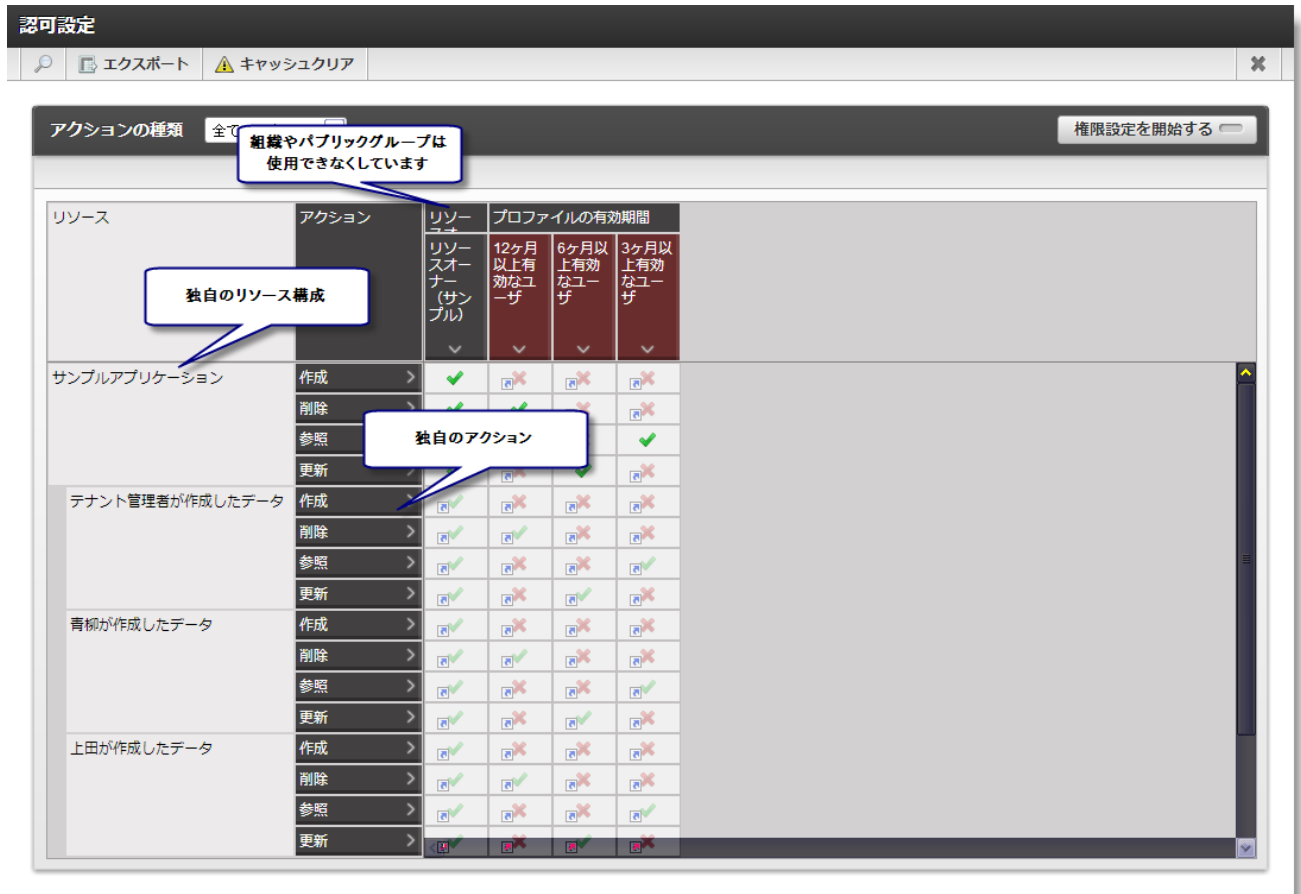 認可設定
エクスポート
キャッシュクリア
アクションの種類
全て
権限設定を開始する
組織やパブリックグループは
使用できなくしています
リソース
アクション
リソー
プロファイルの有効期間
リソー
スオー
ナー
（サン
プル）
12ヶ月
以上有
効なユ
ーザ
6ヶ月以
上有効
なユー
ザ
3ヶ月以
上有効
なユー
ザ
独自のリソース構成
サンプルアプリケーション
作成
削除
参照
更新
独自のアクション
テナント管理者が作成したデータ
作成
削除
参照
更新
青柳が作成したデータ
作成
削除
参照
更新
上田が作成したデータ
作成
削除
参照
更新